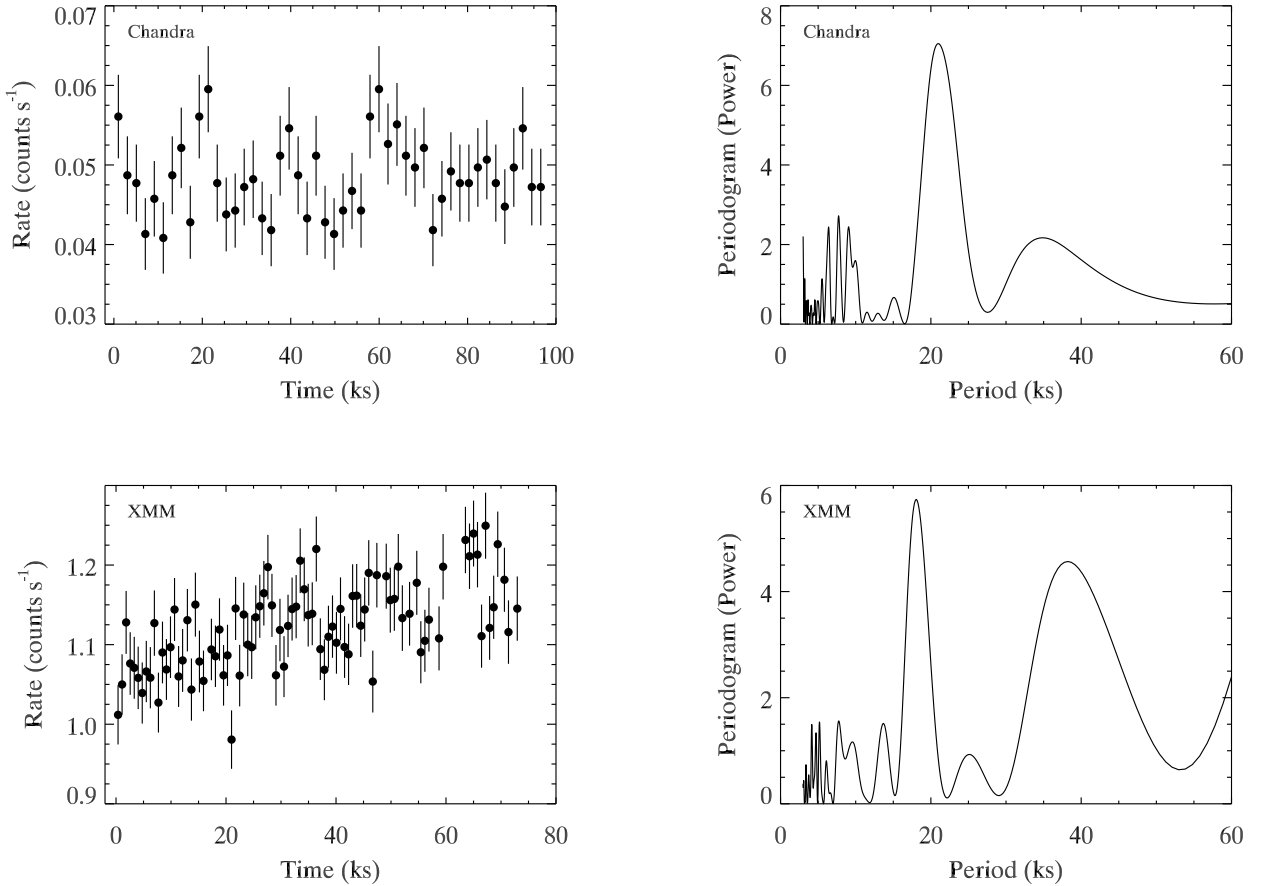 Chandra
Rate (counts s⁻¹)
0.07
0.06
0.05
0.04
0.03
0 20 40 60 80 100
Time (ks)
Chandra
Periodogram (Power)
8
6
4
2
0
0 20 40 60
Period (ks)
XMM
Rate (counts s⁻¹)
1.2
1.1
1.0
0.9
0 20 40 60 80
Time (ks)
XMM
Periodogram (Power)
6
4
2
0
0 20 40 60
Period (ks)